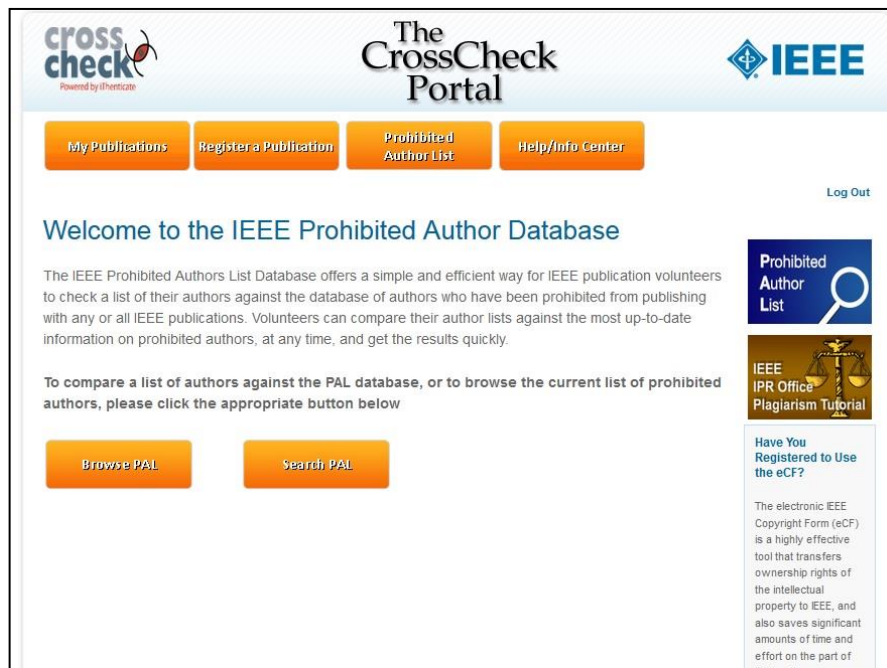 cross
check
Powered by iThenticate
The
CrossCheck
Portal
IEEE
My Publications
Register a Publication
Prohibited
Author List
Help/Info Center
Log Out
Welcome to the IEEE Prohibited Author Database
The IEEE Prohibited Authors List Database offers a simple and efficient way for IEEE publication volunteers
to check a list of their authors against the database of authors who have been prohibited from publishing
with any or all IEEE publications. Volunteers can compare their author lists against the most up-to-date
information on prohibited authors, at any time, and get the results quickly.
To compare a list of authors against the PAL database, or to browse the current list of prohibited
authors, please click the appropriate button below
Browse PAL
Search PAL
Prohibited
Author
List
IEEE
IPR Office
Plagiarism Tutorial
Have You
Registered to Use
the eCF?
The electronic IEEE
Copyright Form (eCF)
is a highly effective
tool that transfers
ownership rights of
the intellectual
property to IEEE, and
also saves significant
amounts of time and
effort on the part of